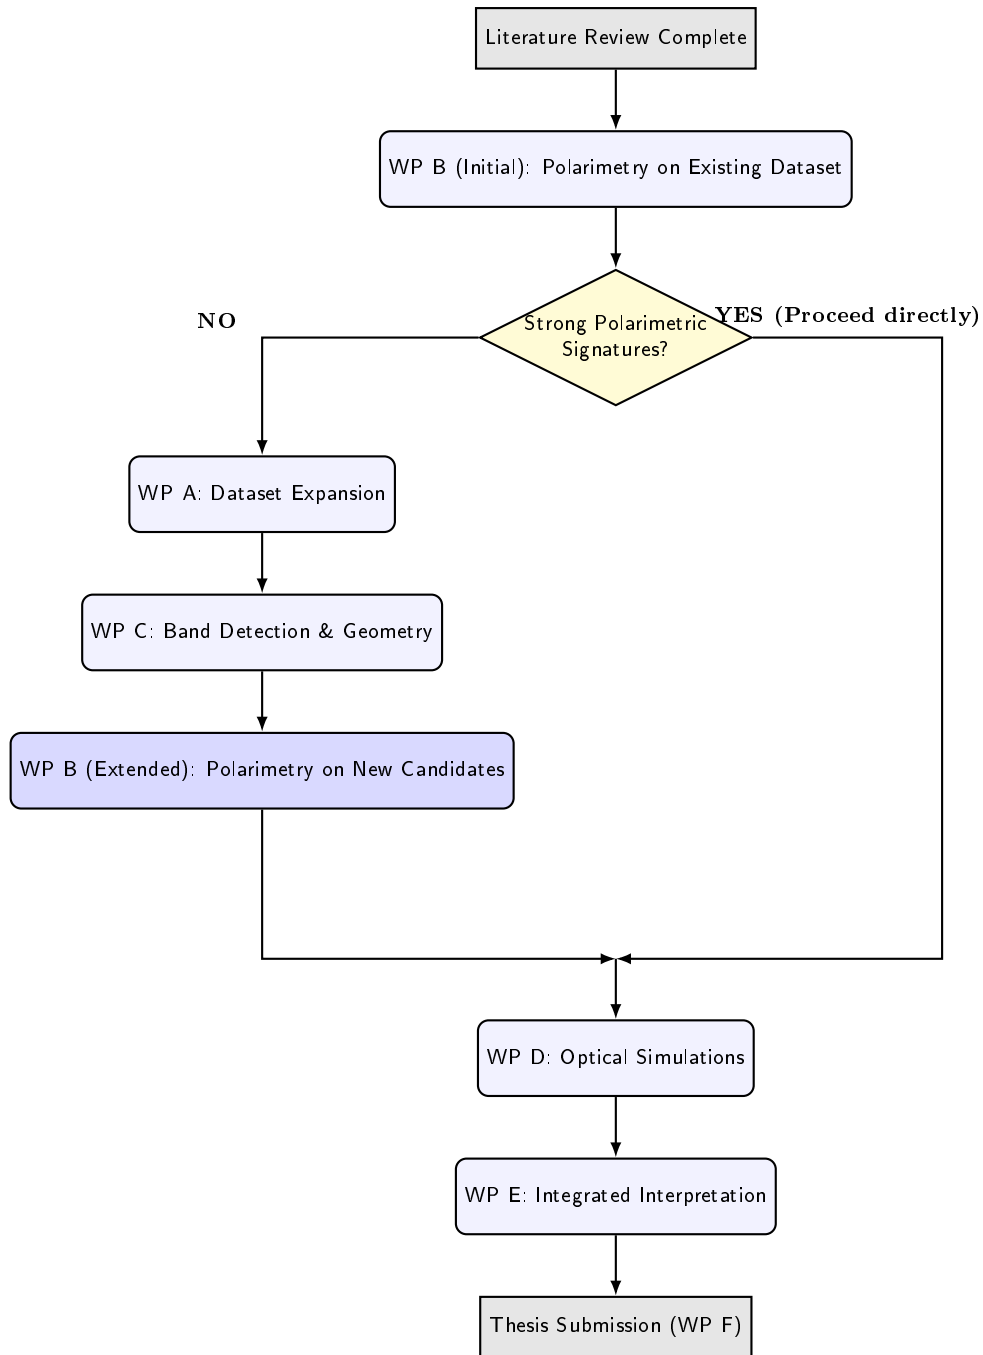 Literature Review Complete
WP B (Initial): Polarimetry on Existing Dataset
Strong Polarimetric
Signatures?
NO
YES (Proceed directly)
WP A: Dataset Expansion
WP C: Band Detection & Geometry
WP B (Extended): Polarimetry on New Candidates
WP D: Optical Simulations
WP E: Integrated Interpretation
Thesis Submission (WP F)